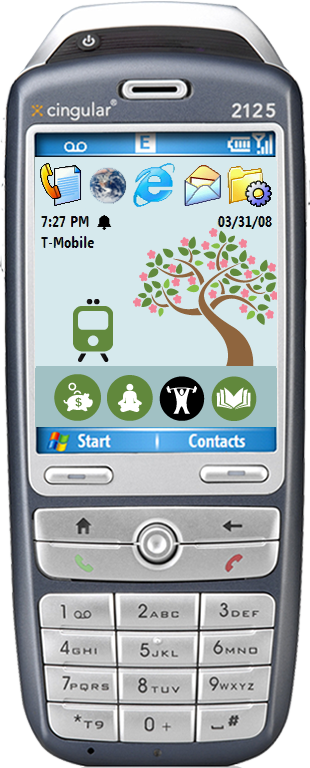 cingular®
2125
E
7:27 PM
03/31/08
T-Mobile
Start
Contacts
1
2ABC
3DEF
4GHI
5JKL
6MNO
7PQRS
8TUV
9WXYZ
*T9
0 +
#